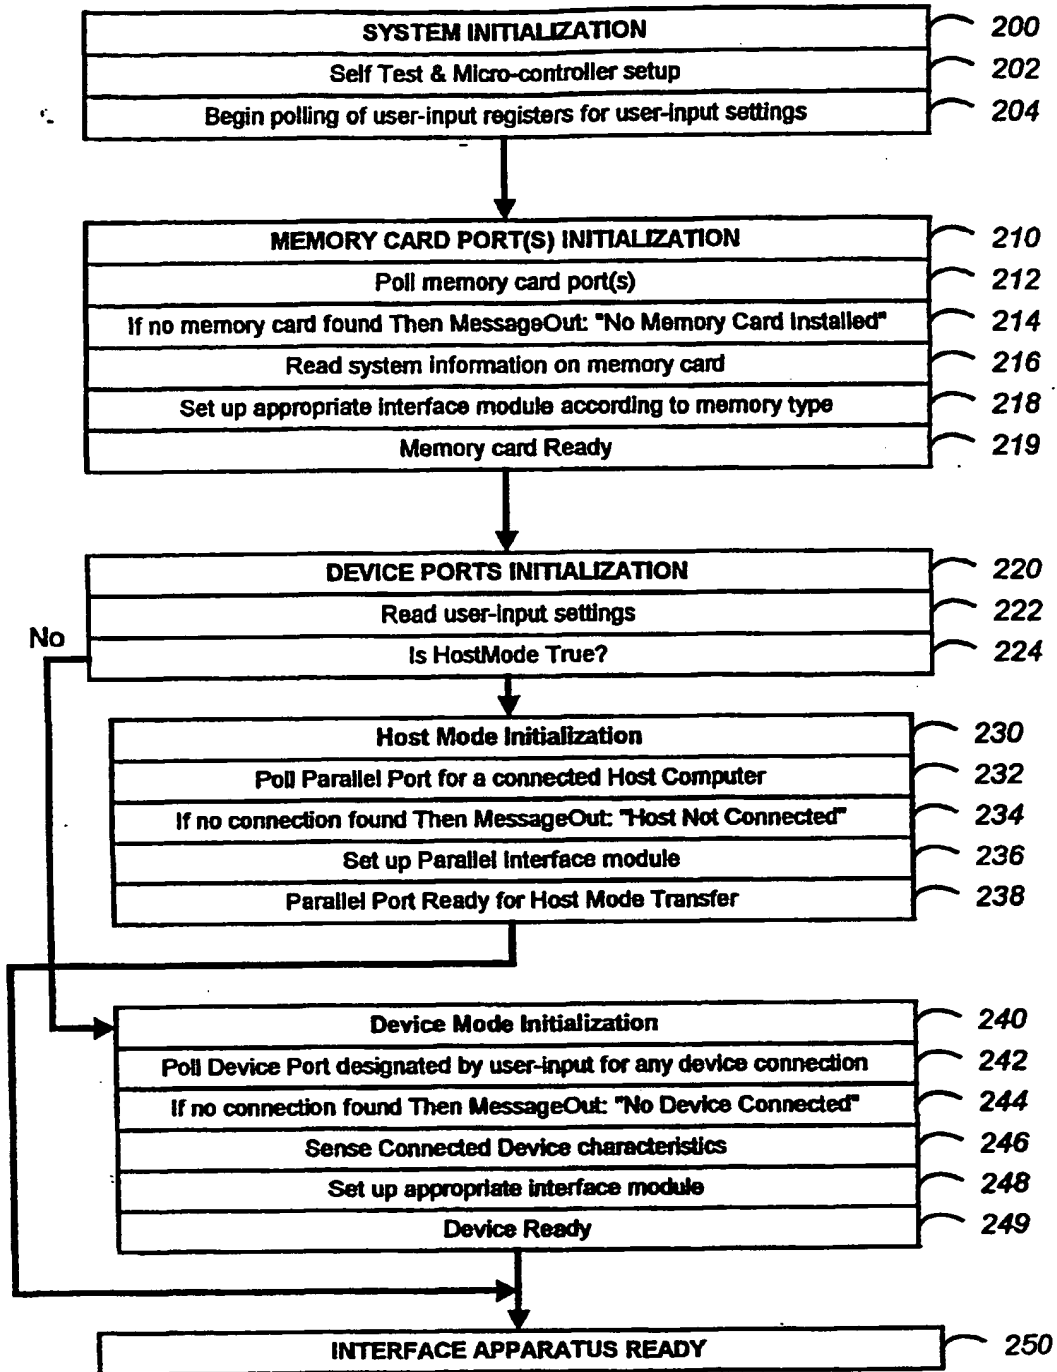 SYSTEM INITIALIZATION 200
Self Test & Micro-controller setup 202
Begin polling of user-input registers for user-input settings 204
MEMORY CARD PORT(S) INITIALIZATION 210
Poll memory card port(s) 212
If no memory card found Then MessageOut: "No Memory Card Installed" 214
Read system information on memory card 216
Set up appropriate interface module according to memory type 218
Memory card Ready 219
DEVICE PORTS INITIALIZATION 220
Read user-input settings 222
No
Is HostMode True? 224
Host Mode Initialization 230
Poll Parallel Port for a connected Host Computer 232
If no connection found Then MessageOut: "Host Not Connected" 234
Set up Parallel Interface module 236
Parallel Port Ready for Host Mode Transfer 238
Device Mode Initialization 240
Poll Device Port designated by user-input for any device connection 242
If no connection found Then MessageOut: "No Device Connected" 244
Sense Connected Device characteristics 246
Set up appropriate interface module 248
Device Ready 249
INTERFACE APPARATUS READY 250